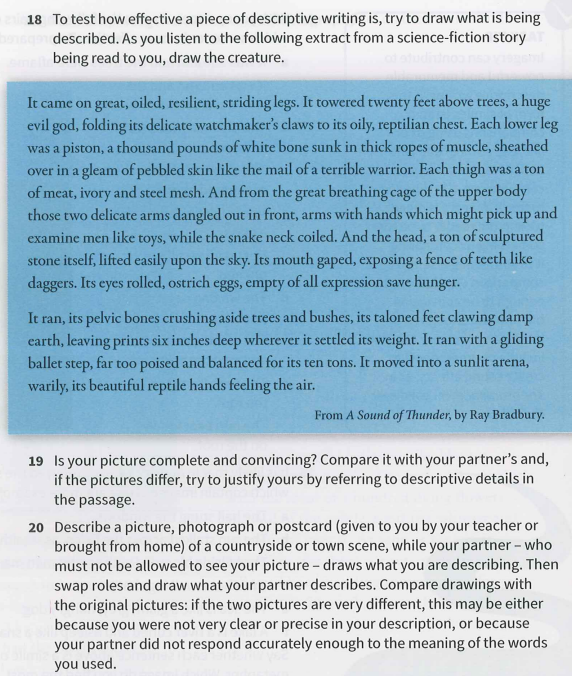 18 To test how effective a piece of descriptive writing is, try to draw what is being
described. As you listen to the following extract from a science-fiction story
being read to you, draw the creature.
It came on great, oiled, resilient, striding legs. It towered twenty feet above trees, a huge
evil god, folding its delicate watchmaker's claws to its oily, reptilian chest. Each lower leg
was a piston, a thousand pounds of white bone sunk in thick ropes of muscle, sheathed
over in a gleam of pebbled skin like the mail of a terrible warrior. Each thigh was a ton
of meat, ivory and steel mesh. And from the great breathing cage of the upper body
those two delicate arms dangled out in front, arms with hands which might pick up and
examine men like toys, while the snake neck coiled. And the head, a ton of sculptured
stone itself, lifted easily upon the sky. Its mouth gaped, exposing a fence of teeth like
daggers. Its eyes rolled, ostrich eggs, empty of all expression save hunger.
It ran, its pelvic bones crushing aside trees and bushes, its taloned feet clawing damp
earth, leaving prints six inches deep wherever it settled its weight. It ran with a gliding
ballet step, far too poised and balanced for its ten tons. It moved into a sunlit arena,
warily, its beautiful reptile hands feeling the air.
From A Sound of Thunder, by Ray Bradbury.
19 Is your picture complete and convincing? Compare it with your partner's and,
if the pictures differ, try to justify yours by referring to descriptive details in
the passage.
20 Describe a picture, photograph or postcard (given to you by your teacher or
brought from home) of a countryside or town scene, while your partner – who
must not be allowed to see your picture – draws what you are describing. Then
swap roles and draw what your partner describes. Compare drawings with
the original pictures: if the two pictures are very different, this may be either
because you were not very clear or precise in your description, or because
your partner did not respond accurately enough to the meaning of the words
you used.